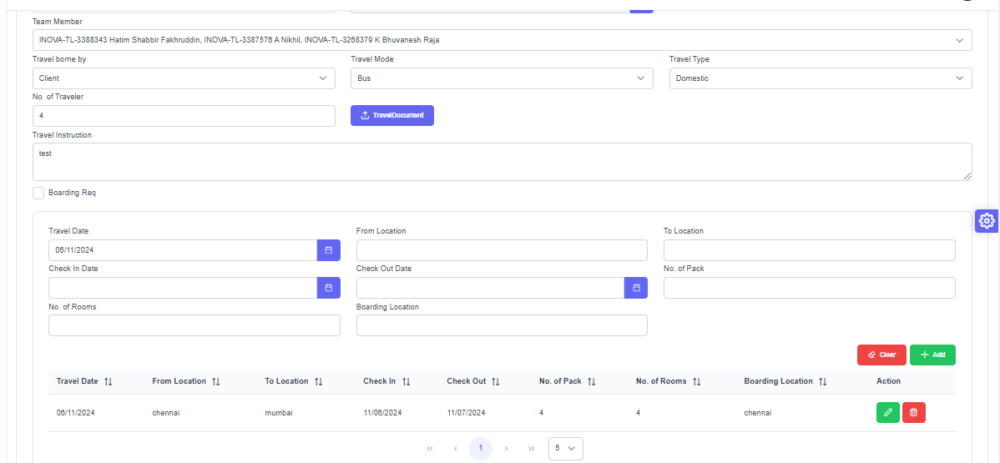 Team Member
INOVA-TL-3388343 Hatim Shabbir Fakhruddin, INOVA-TL-3387576 A Nikhil, INOVA-TL-3268379 K Bhuvanesh Raja
Travel borne by Travel Mode Travel Type
Client Bus Domestic
No. of Traveler
4 TravelDocument
Travel Instruction
test
Boarding Req
Travel Date From Location To Location
06/11/2024
Check In Date Check Out Date No. of Pack
No. of Rooms Boarding Location
Clear Add
Travel Date From Location To Location Check In Check Out No. of Pack No. of Rooms Boarding Location Action
06/11/2024 chennai mumbai 11/06/2024 11/07/2024 4 4 chennai
« ‹ 1 › » 5